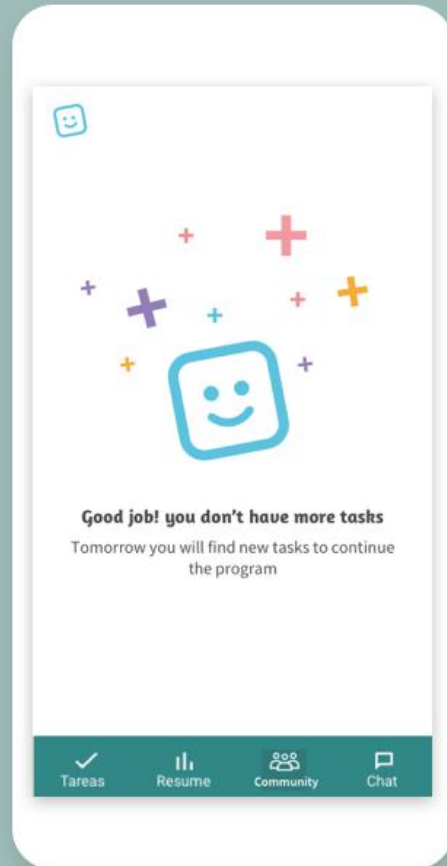 Good job! you don't have more tasks
Tomorrow you will find new tasks to continue
the program
Tareas
Resume
Community
Chat